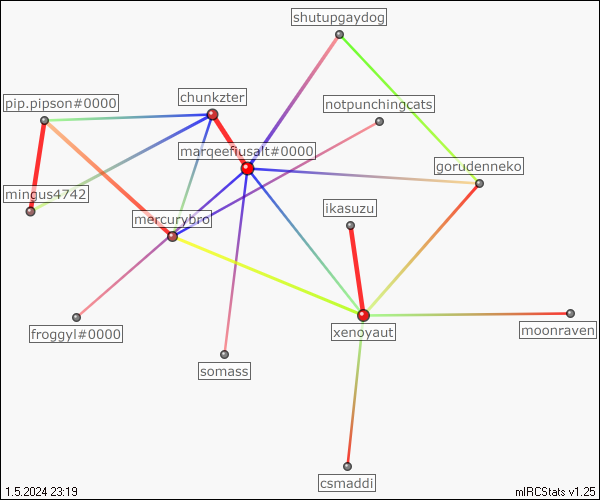 shutupgaydog
chunkzter
pip.pipson#0000
notpunchingcats
marqeefiusalt#0000
gorudenneko
mingus4742
ikasuzu
mercurybro
froggyl#0000
xenoyaut
moonraven
somass
csmaddi
1.5.2024 23:19
mIRCStats v1.25